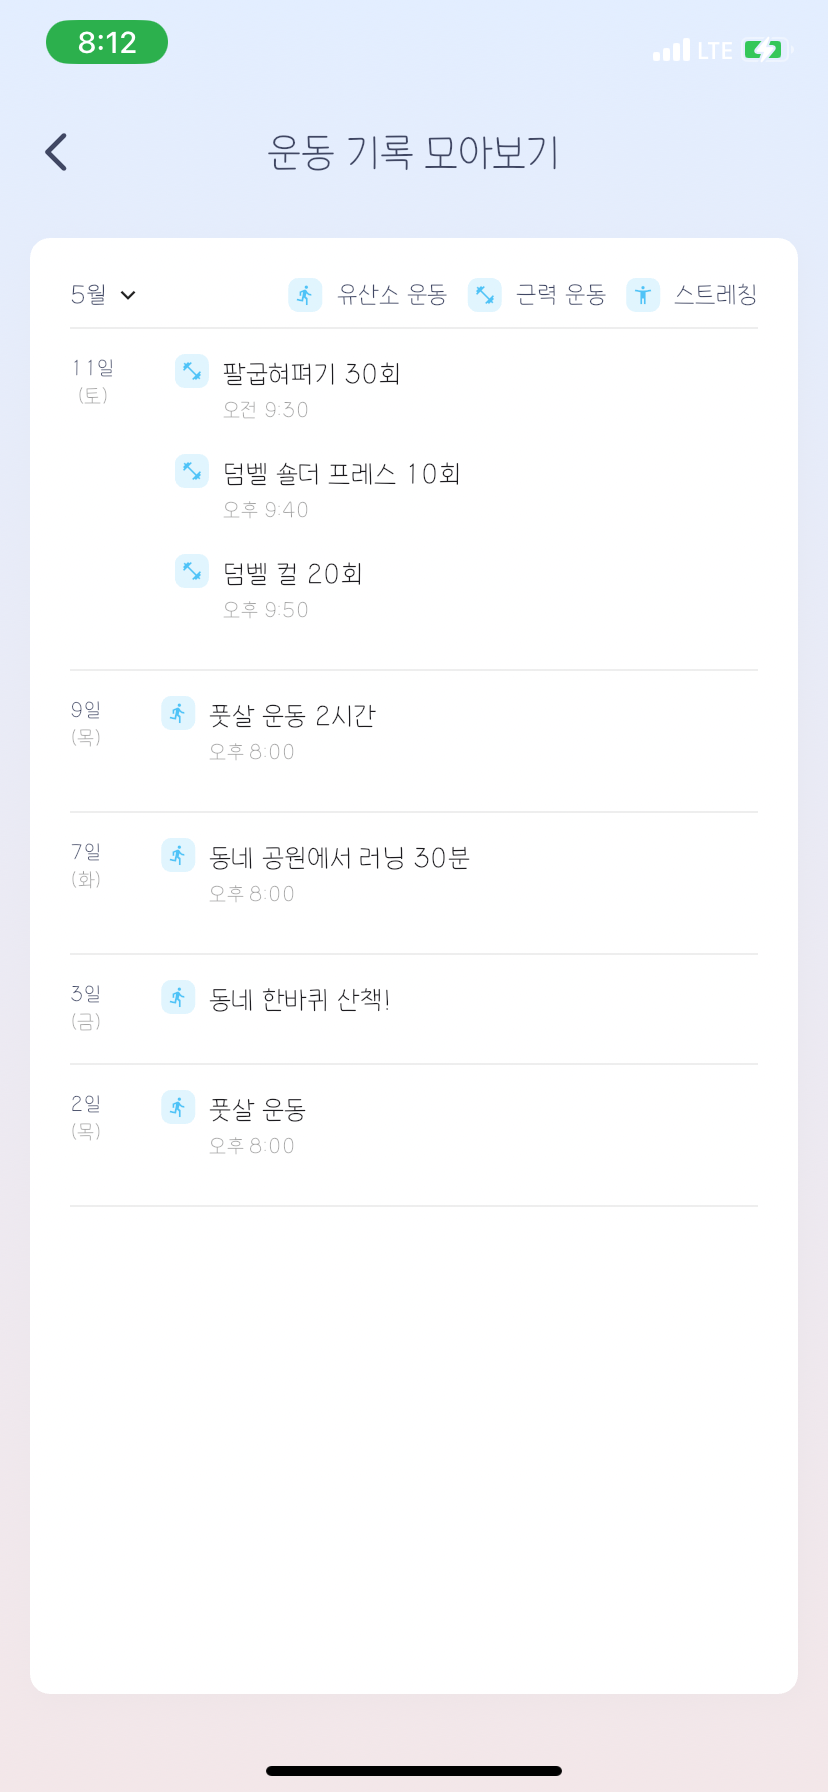 8:12
LTE
운동 기록 모아보기
5월
유산소 운동
근력 운동
스트레칭
11일
(토)
팔굽혀펴기 30회
오전 9:30
덤벨 숄더 프레스 10회
오후 9:40
덤벨 컬 20회
오후 9:50
9일
(목)
풋살 운동 2시간
오후 8:00
7일
(화)
동네 공원에서 러닝 30분
오후 8:00
3일
(금)
동네 한바퀴 산책!
2일
(목)
풋살 운동
오후 8:00